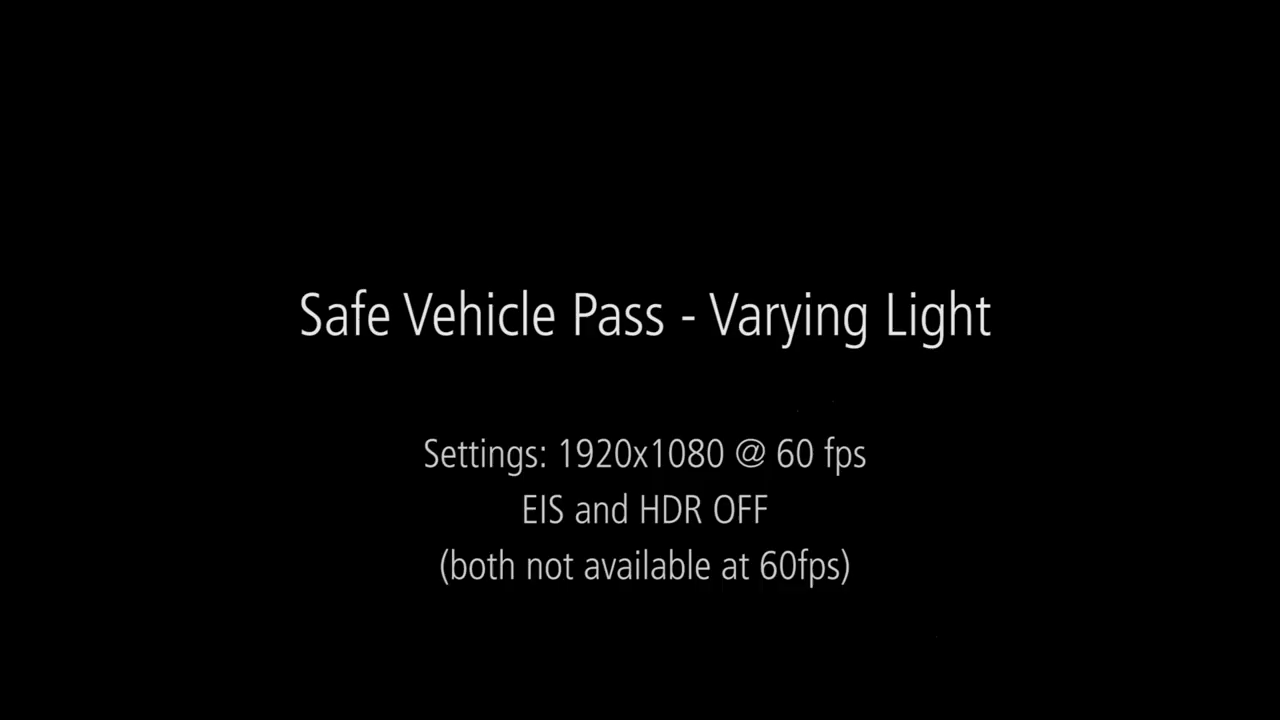 Safe Vehicle Pass - Varying Light
Settings: 1920x1080 @ 60 fps
EIS and HDR OFF
(both not available at 60fps)